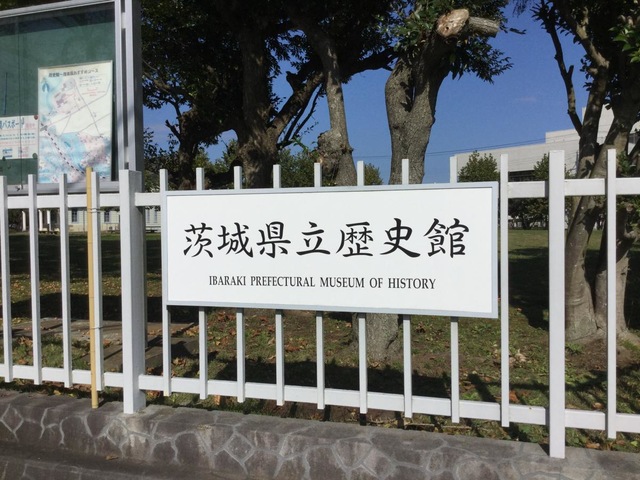 茨城県立歴史館
IBARAKI PREFECTURAL MUSEUM OF HISTORY